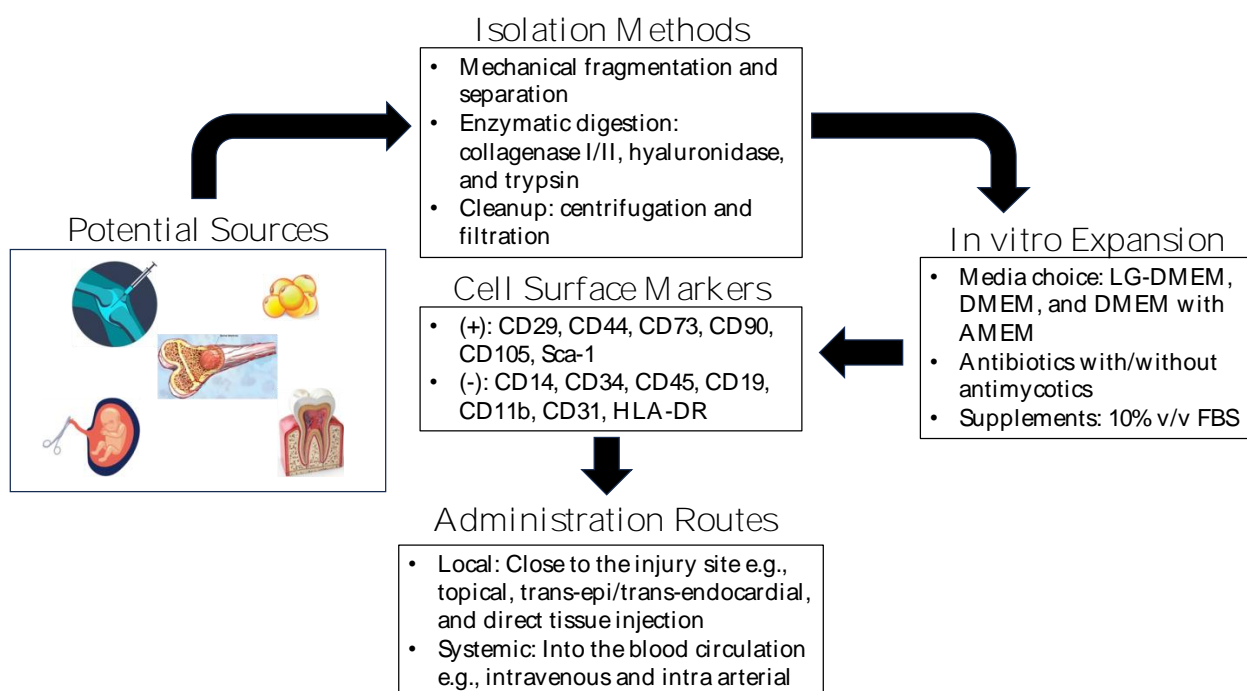 Isolation Methods
• Mechanical fragmentation and
separation
• Enzymatic digestion:
collagenase I/II, hyaluronidase,
and trypsin
• Cleanup: centrifugation and
filtration
Potential Sources
In vitro Expansion
• Media choice: LG-DMEM,
DMEM, and DMEM with
AMEM
• Antibiotics with/without
antimycotics
• Supplements: 10% v/v FBS
Cell Surface Markers
• (+): CD29, CD44, CD73, CD90,
CD105, Sca-1
• (-): CD14, CD34, CD45, CD19,
CD11b, CD31, HLA-DR
Administration Routes
• Local: Close to the injury site e.g.,
topical, trans-epi/trans-endocardial,
and direct tissue injection
• Systemic: Into the blood circulation
e.g., intravenous and intra arterial